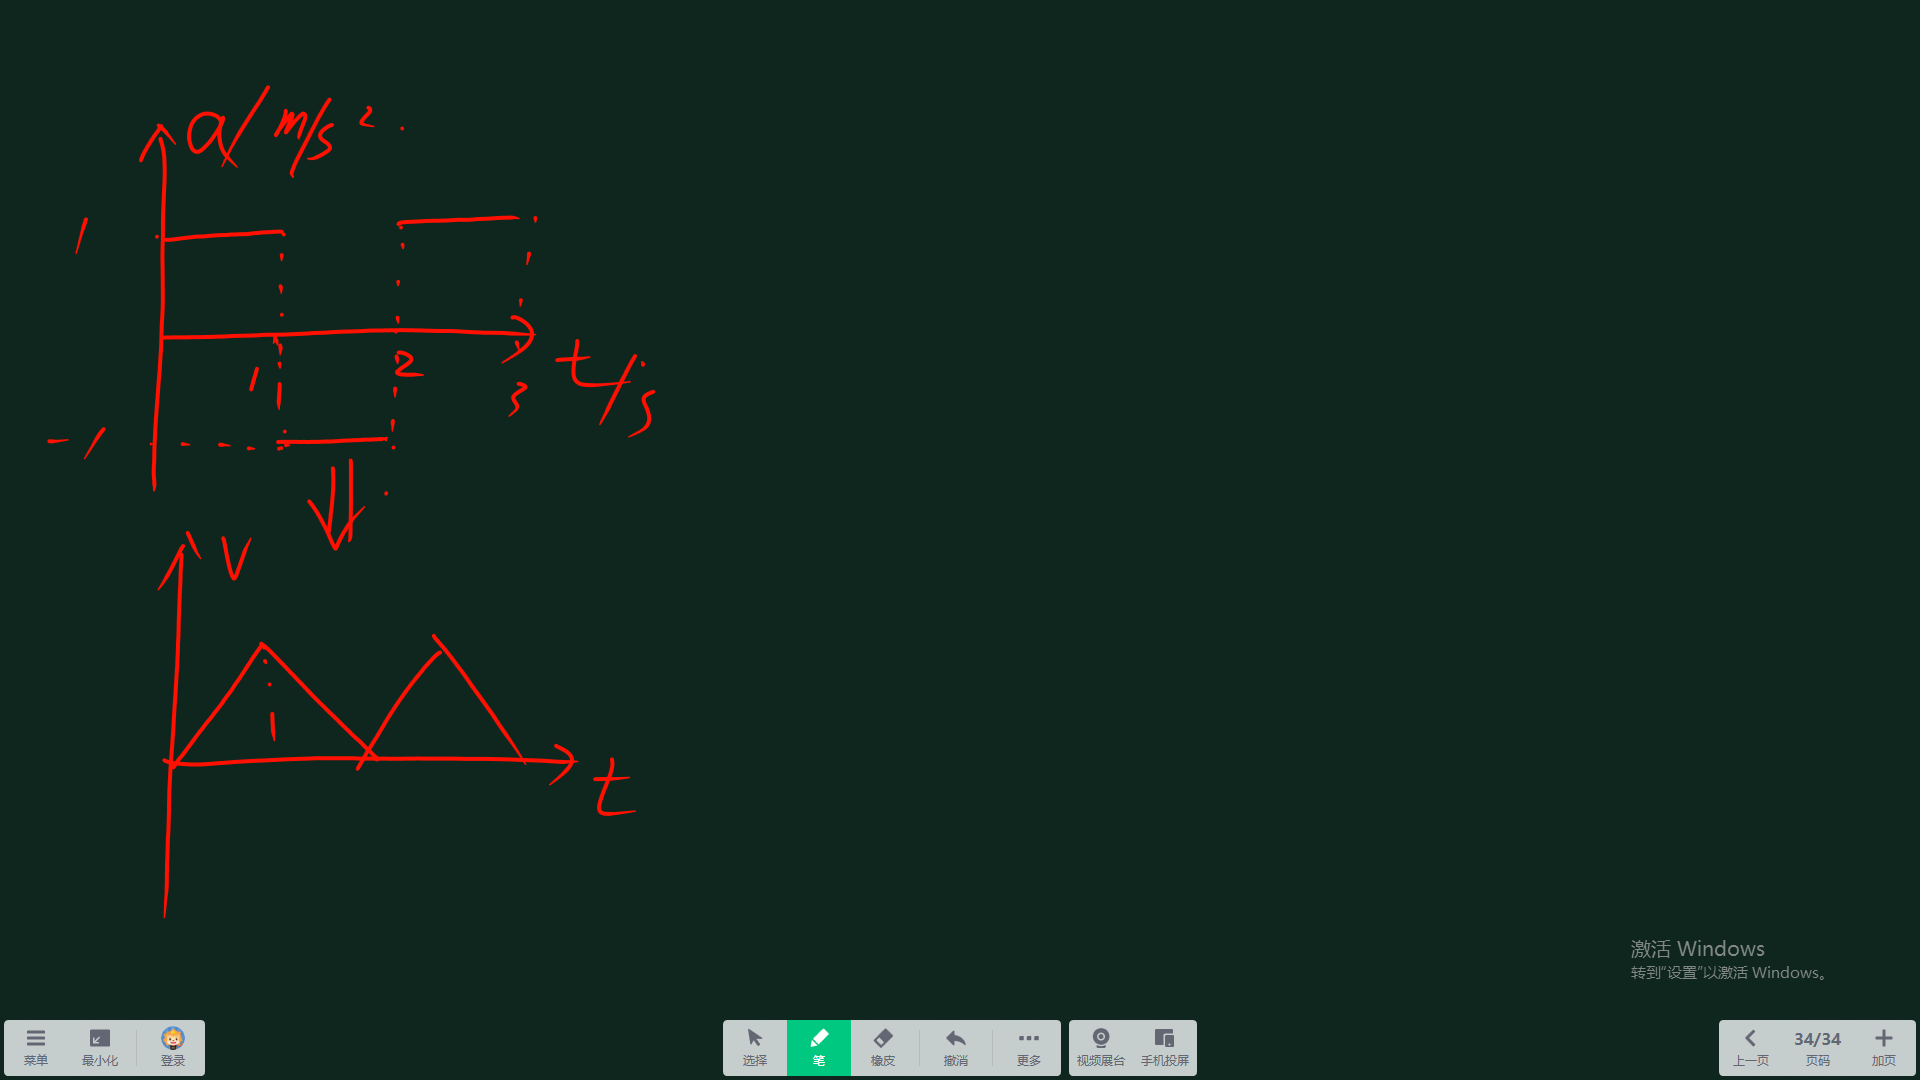 a/m/s²
1
1
2
3
t/s
-1
V
t
激活 Windows
转到“设置”以激活 Windows。
菜单
最小化
登录
选择
笔
橡皮
撤消
更多
视频展台
手机投屏
上一页
34/34
页码
加页